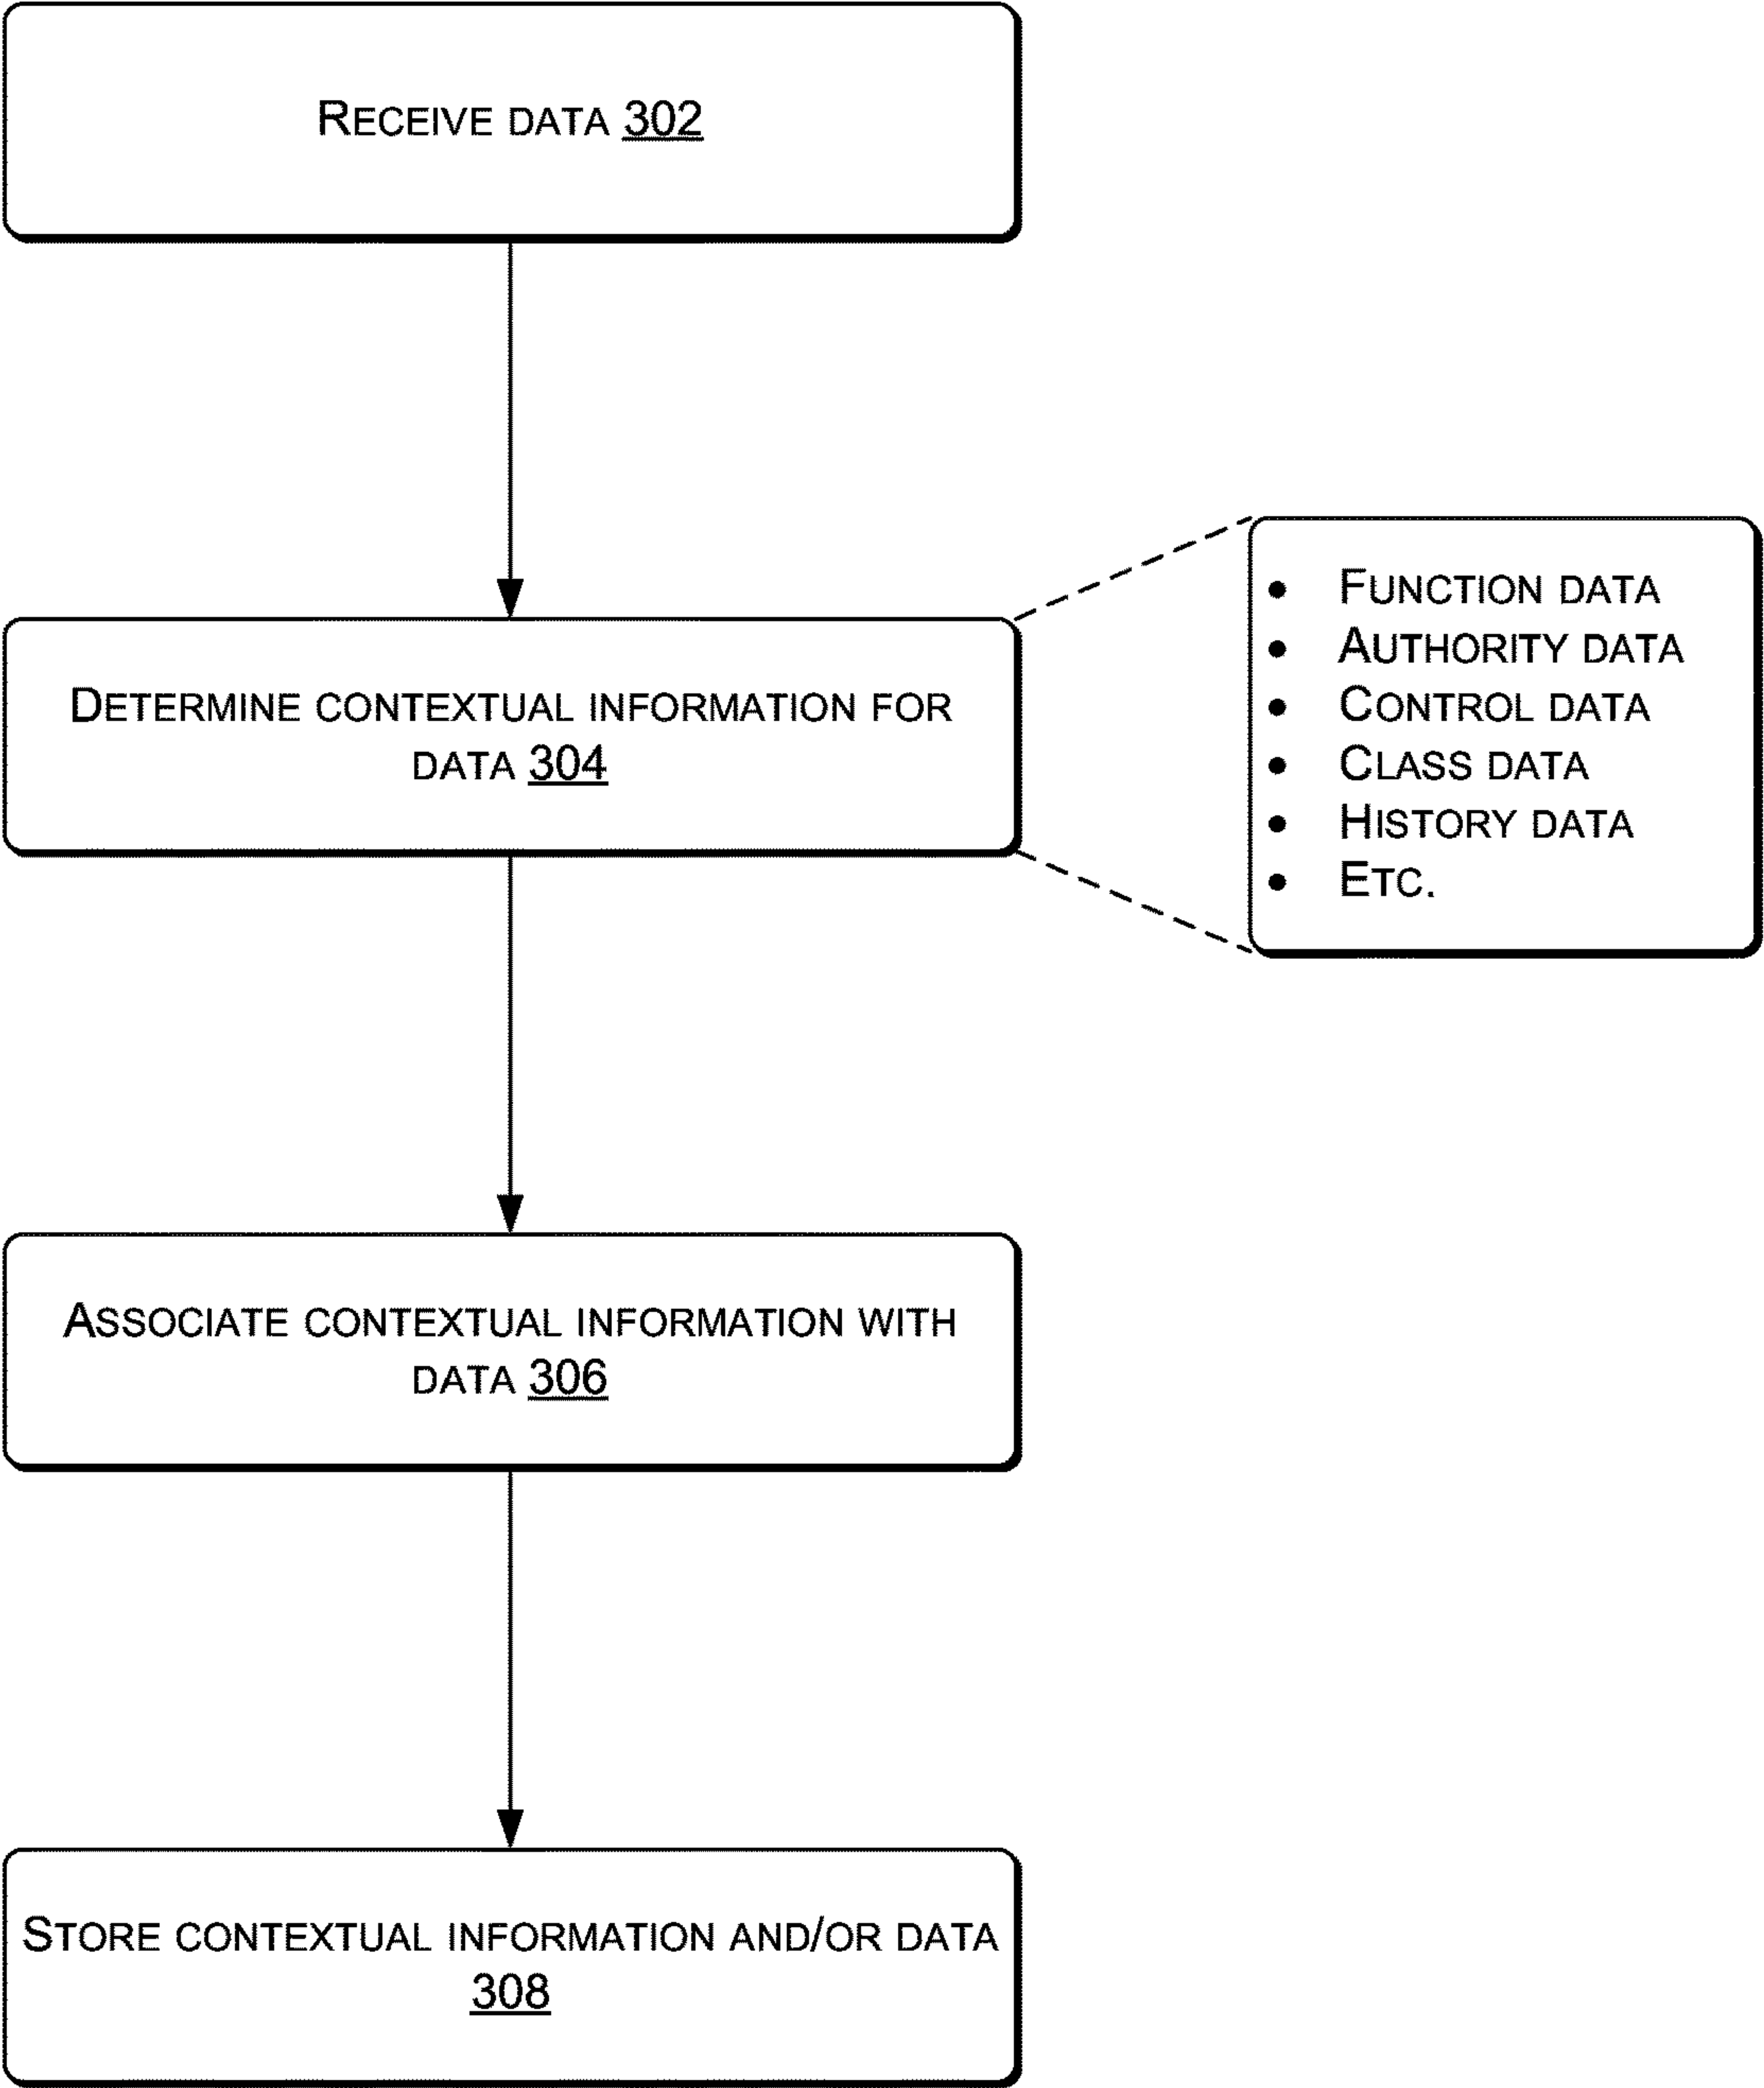 RECEIVE DATA 302
DETERMINE CONTEXTUAL INFORMATION FOR
DATA 304
• FUNCTION DATA
• AUTHORITY DATA
• CONTROL DATA
• CLASS DATA
• HISTORY DATA
• ETC.
ASSOCIATE CONTEXTUAL INFORMATION WITH
DATA 306
STORE CONTEXTUAL INFORMATION AND/OR DATA
308